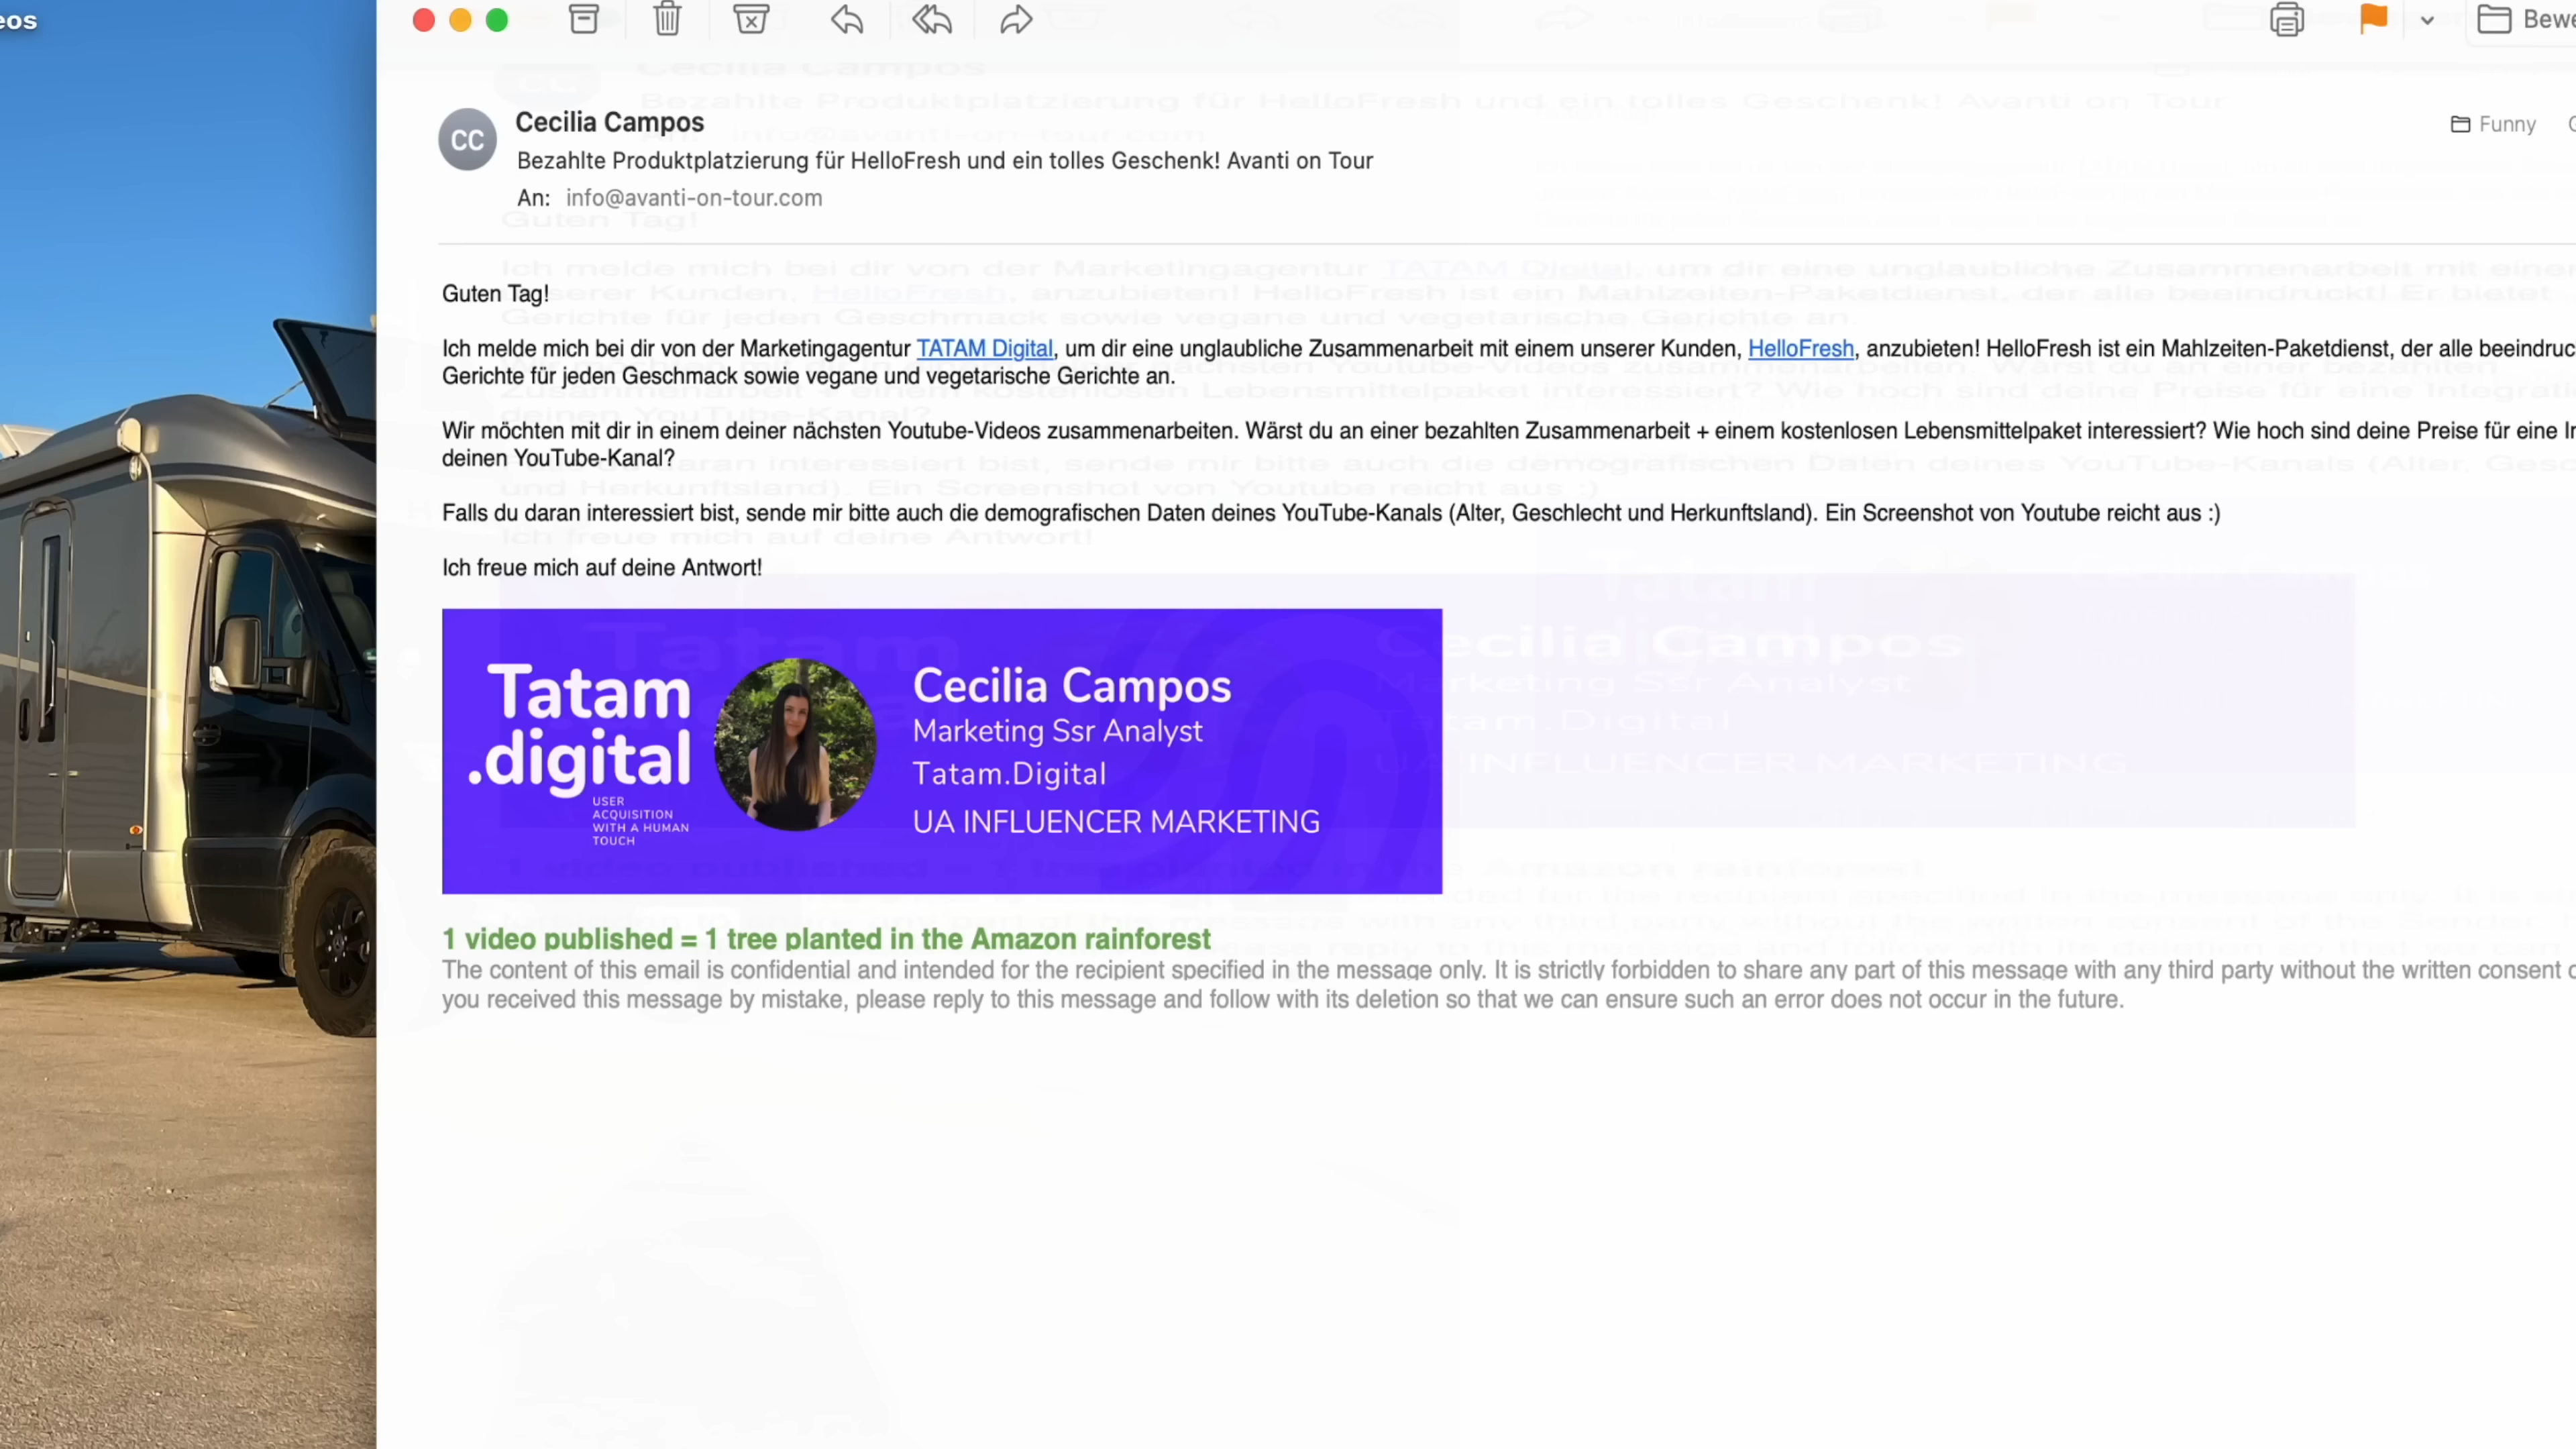 eos
Bewe
Cecilia Campos
Funny
CC
Bezahlte Produktplatzierung für HelloFresh und ein tolles Geschenk! Avanti on Tour
An: info@avanti-on-tour.com
Guten Tag!
Ich melde mich bei dir von der Marketingagentur TATAM Digital, um dir eine unglaubliche Zusammenarbeit mit einem unserer Kunden, HelloFresh, anzubieten! HelloFresh ist ein Mahlzeiten-Paketdienst, der alle beeindruc
Gerichte für jeden Geschmack sowie vegane und vegetarische Gerichte an.
Wir möchten mit dir in einem deiner nächsten Youtube-Videos zusammenarbeiten. Wärst du an einer bezahlten Zusammenarbeit + einem kostenlosen Lebensmittelpaket interessiert? Wie hoch sind deine Preise für eine In
deinen YouTube-Kanal?
Falls du daran interessiert bist, sende mir bitte auch die demografischen Daten deines YouTube-Kanals (Alter, Geschlecht und Herkunftsland). Ein Screenshot von Youtube reicht aus :)
Ich freue mich auf deine Antwort!
Tatam
.digital
USER
ACQUISITION
WITH A HUMAN
TOUCH
Cecilia Campos
Marketing Ssr Analyst
Tatam.Digital
UA INFLUENCER MARKETING
1 video published = 1 tree planted in the Amazon rainforest
The content of this email is confidential and intended for the recipient specified in the message only. It is strictly forbidden to share any part of this message with any third party without the written consent o
you received this message by mistake, please reply to this message and follow with its deletion so that we can ensure such an error does not occur in the future.